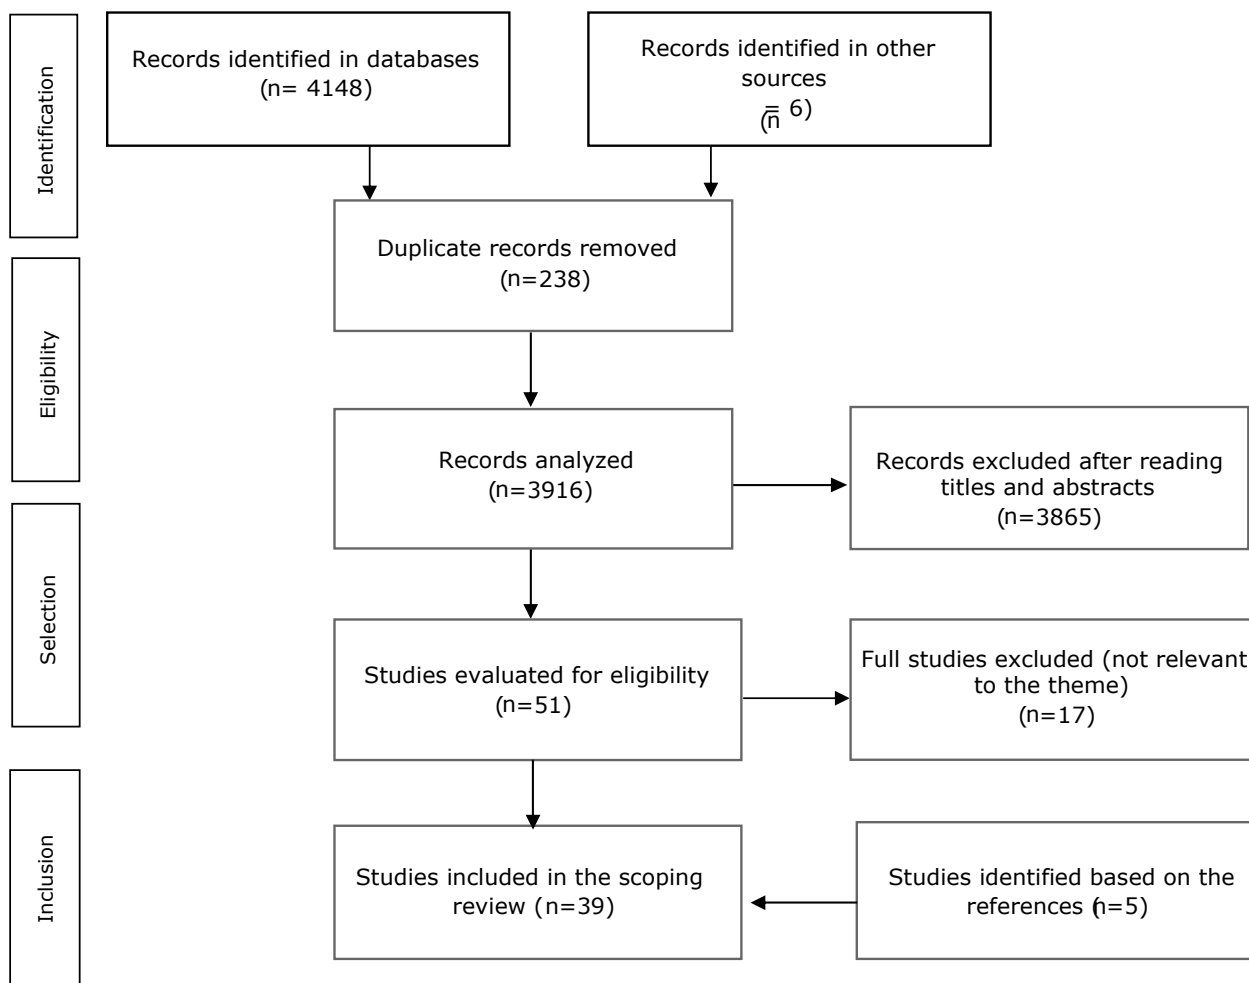 Identification
Records identified in databases
(n= 4148)
Records identified in other
sources
(n = 6)
Duplicate records removed
(n=238)
Eligibility
Records analyzed
(n=3916)
Records excluded after reading
titles and abstracts
(n=3865)
Selection
Studies evaluated for eligibility
(n=51)
Full studies excluded (not relevant
to the theme)
(n=17)
Inclusion
Studies included in the scoping
review (n=39)
Studies identified based on the
references (n=5)